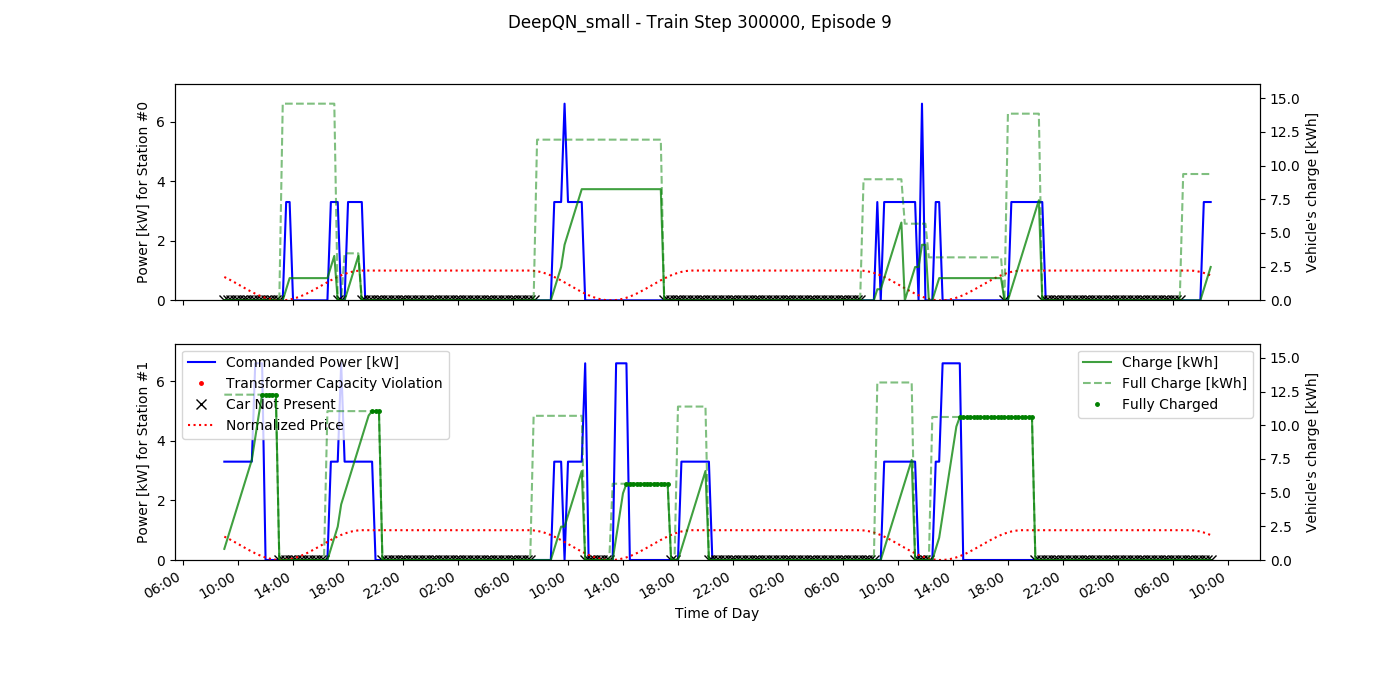 DeepQN_small - Train Step 300000, Episode 9
Power [kW] for Station #0
0
2
4
6
0.0
2.5
5.0
7.5
10.0
12.5
15.0
Vehicle's charge [kWh]
Power [kW] for Station #1
0
2
4
6
Commanded Power [kW]
Transformer Capacity Violation
Car Not Present
Normalized Price
Charge [kWh]
Full Charge [kWh]
Fully Charged
0.0
2.5
5.0
7.5
10.0
12.5
15.0
Vehicle's charge [kWh]
06:00 10:00 14:00 18:00 22:00 02:00 06:00 10:00 14:00 18:00 22:00 02:00 06:00 10:00 14:00 18:00 22:00 02:00 06:00 10:00
Time of Day